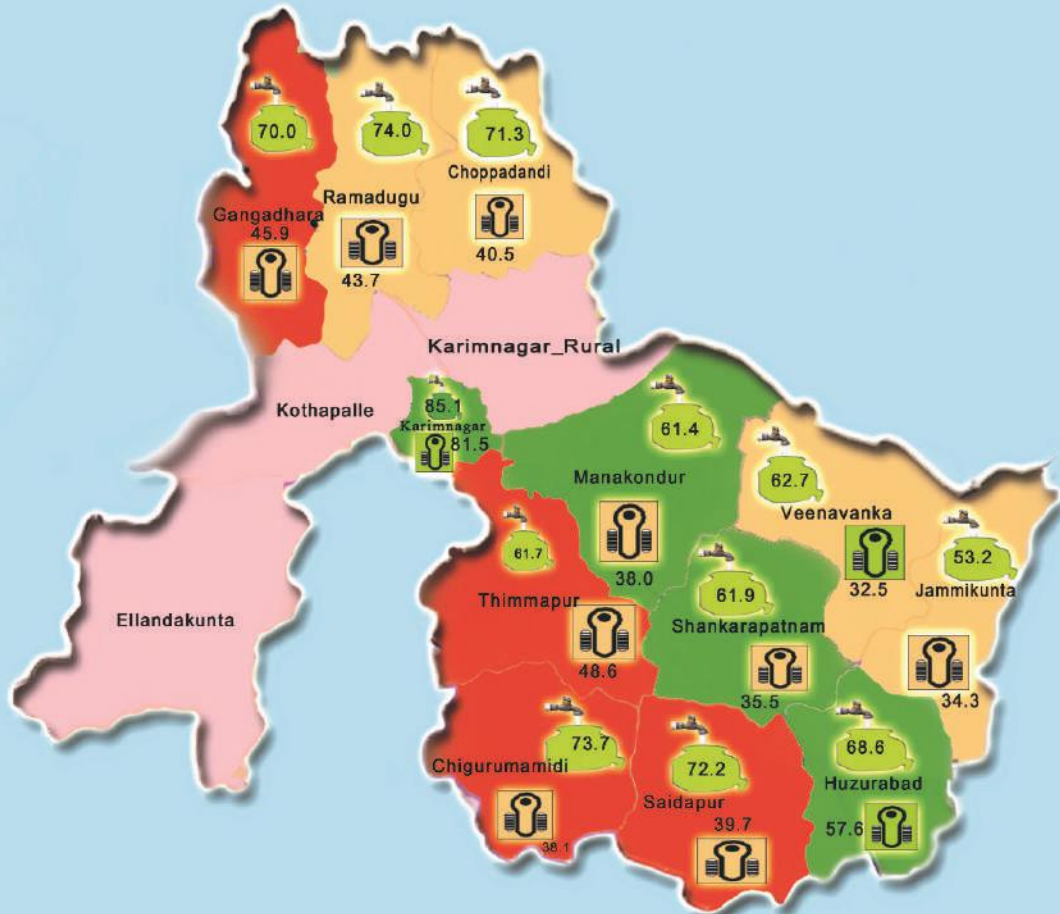 70.0
74.0
71.3
Choppadandi
Ramadugu
Gangadhara
45.9
43.7
40.5
Karimnagar_Rural
Kothapalle
85.1
Karimnagar
81.5
61.4
Manakondur
38.0
62.7
Veenavanka
32.5
53.2
Jammikunta
34.3
61.7
Thimmapur
48.6
61.9
Shankarapatnam
35.5
Ellandakunta
73.7
Chigurumamidi
38.1
72.2
Saidapur
39.7
68.6
Huzurabad
57.6